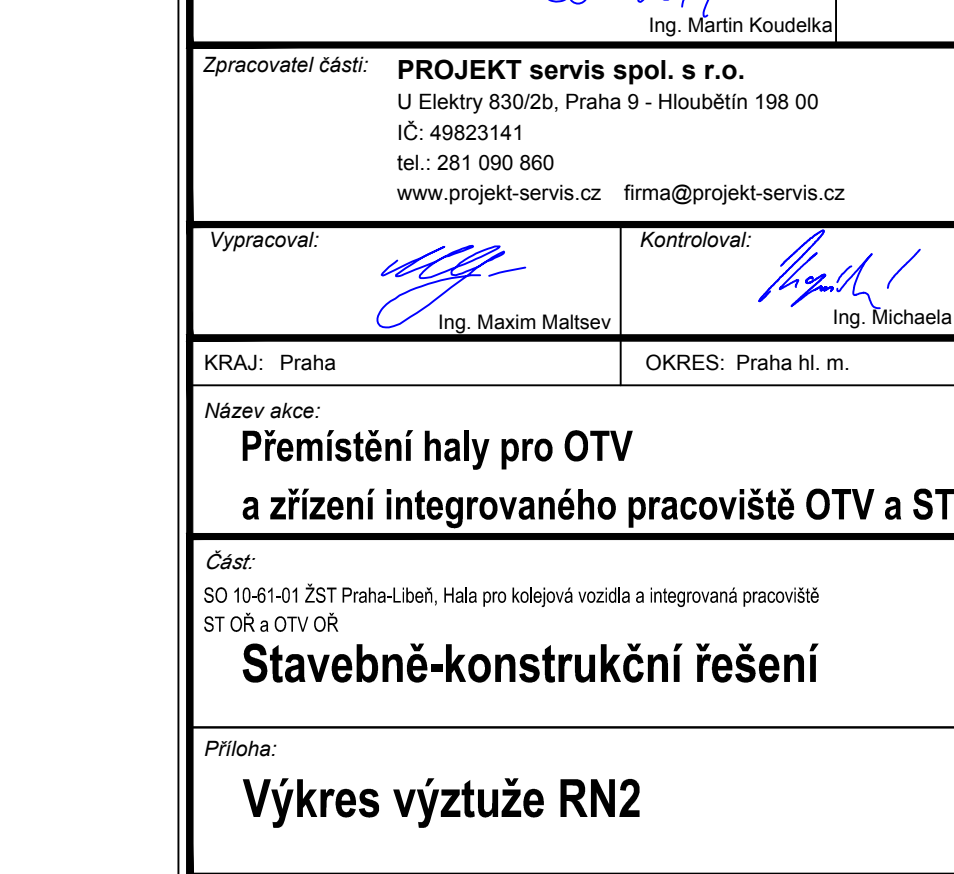 Ing. Martin Koudelka
Zpracovatel části: PROJEKT servis spol. s r.o.
U Elektry 830/2b, Praha 9 - Hloubětín 198 00
IČ: 49823141
tel.: 281 090 860
www.projekt-servis.cz firma@projekt-servis.cz
Vypracoval:
Ing. Maxim Maltsev
Kontroloval:
Ing. Michaela
KRAJ: Praha
OKRES: Praha hl. m.
Název akce:
Přemístění haly pro OTV
a zřízení integrovaného pracoviště OTV a ST
Část:
SO 10-61-01 ŽST Praha-Libeň, Hala pro kolejová vozidla a integrovaná pracoviště
ST OŘ a OTV OŘ
Stavebně-konstrukční řešení
Příloha:
Výkres výztuže RN2